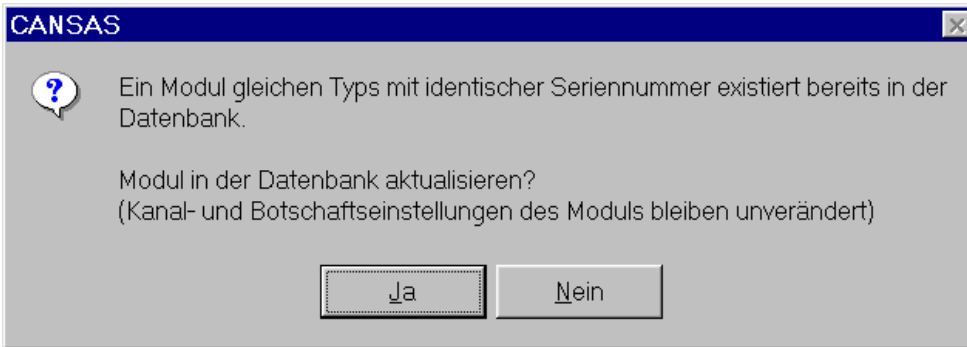 CANSAS
Ein Modul gleichen Typs mit identischer Seriennummer existiert bereits in der
Datenbank.
Modul in der Datenbank aktualisieren?
(Kanal- und Botschaftseinstellungen des Moduls bleiben unverändert)
Ja
Nein